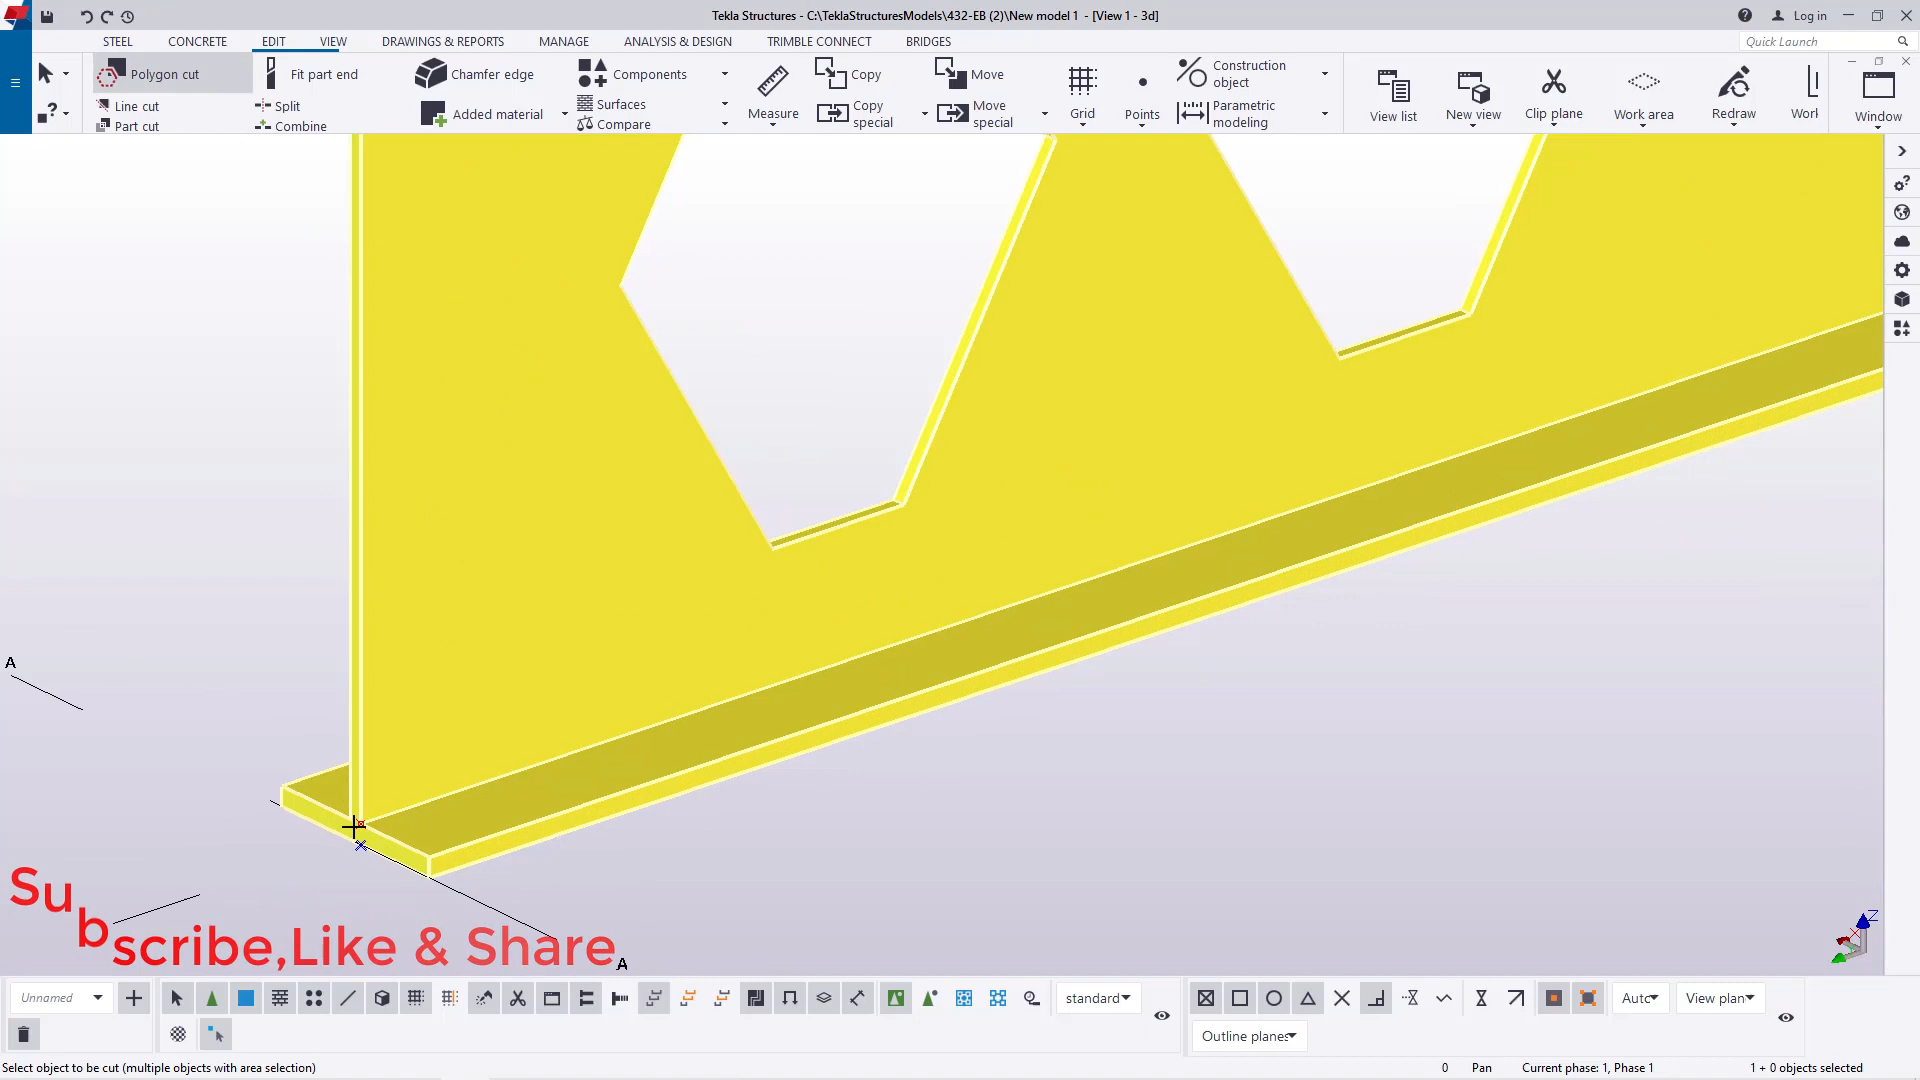 Tekla Structures - C:\TeklaStructuresModels\432-EB (2)\New model 1 - [View 1 - 3d]
Log in
STEEL CONCRETE EDIT VIEW DRAWINGS & REPORTS MANAGE ANALYSIS & DESIGN TRIMBLE CONNECT BRIDGES
Quick Launch
Polygon cut
Line cut
Part cut
Fit part end
Split
Combine
Chamfer edge
Added material
Components
Surfaces
Compare
Measure
Copy
Copy special
Move
Move special
Grid
Points
Construction object
Parametric modeling
View list
New view
Clip plane
Work area
Redraw
Worl
Window
A
Subscribe,Like & Share
A
Z
Unnamed
standard
Auto
View plan
Outline planes
Select object to be cut (multiple objects with area selection)
0 Pan Current phase: 1, Phase 1 1 + 0 objects selected